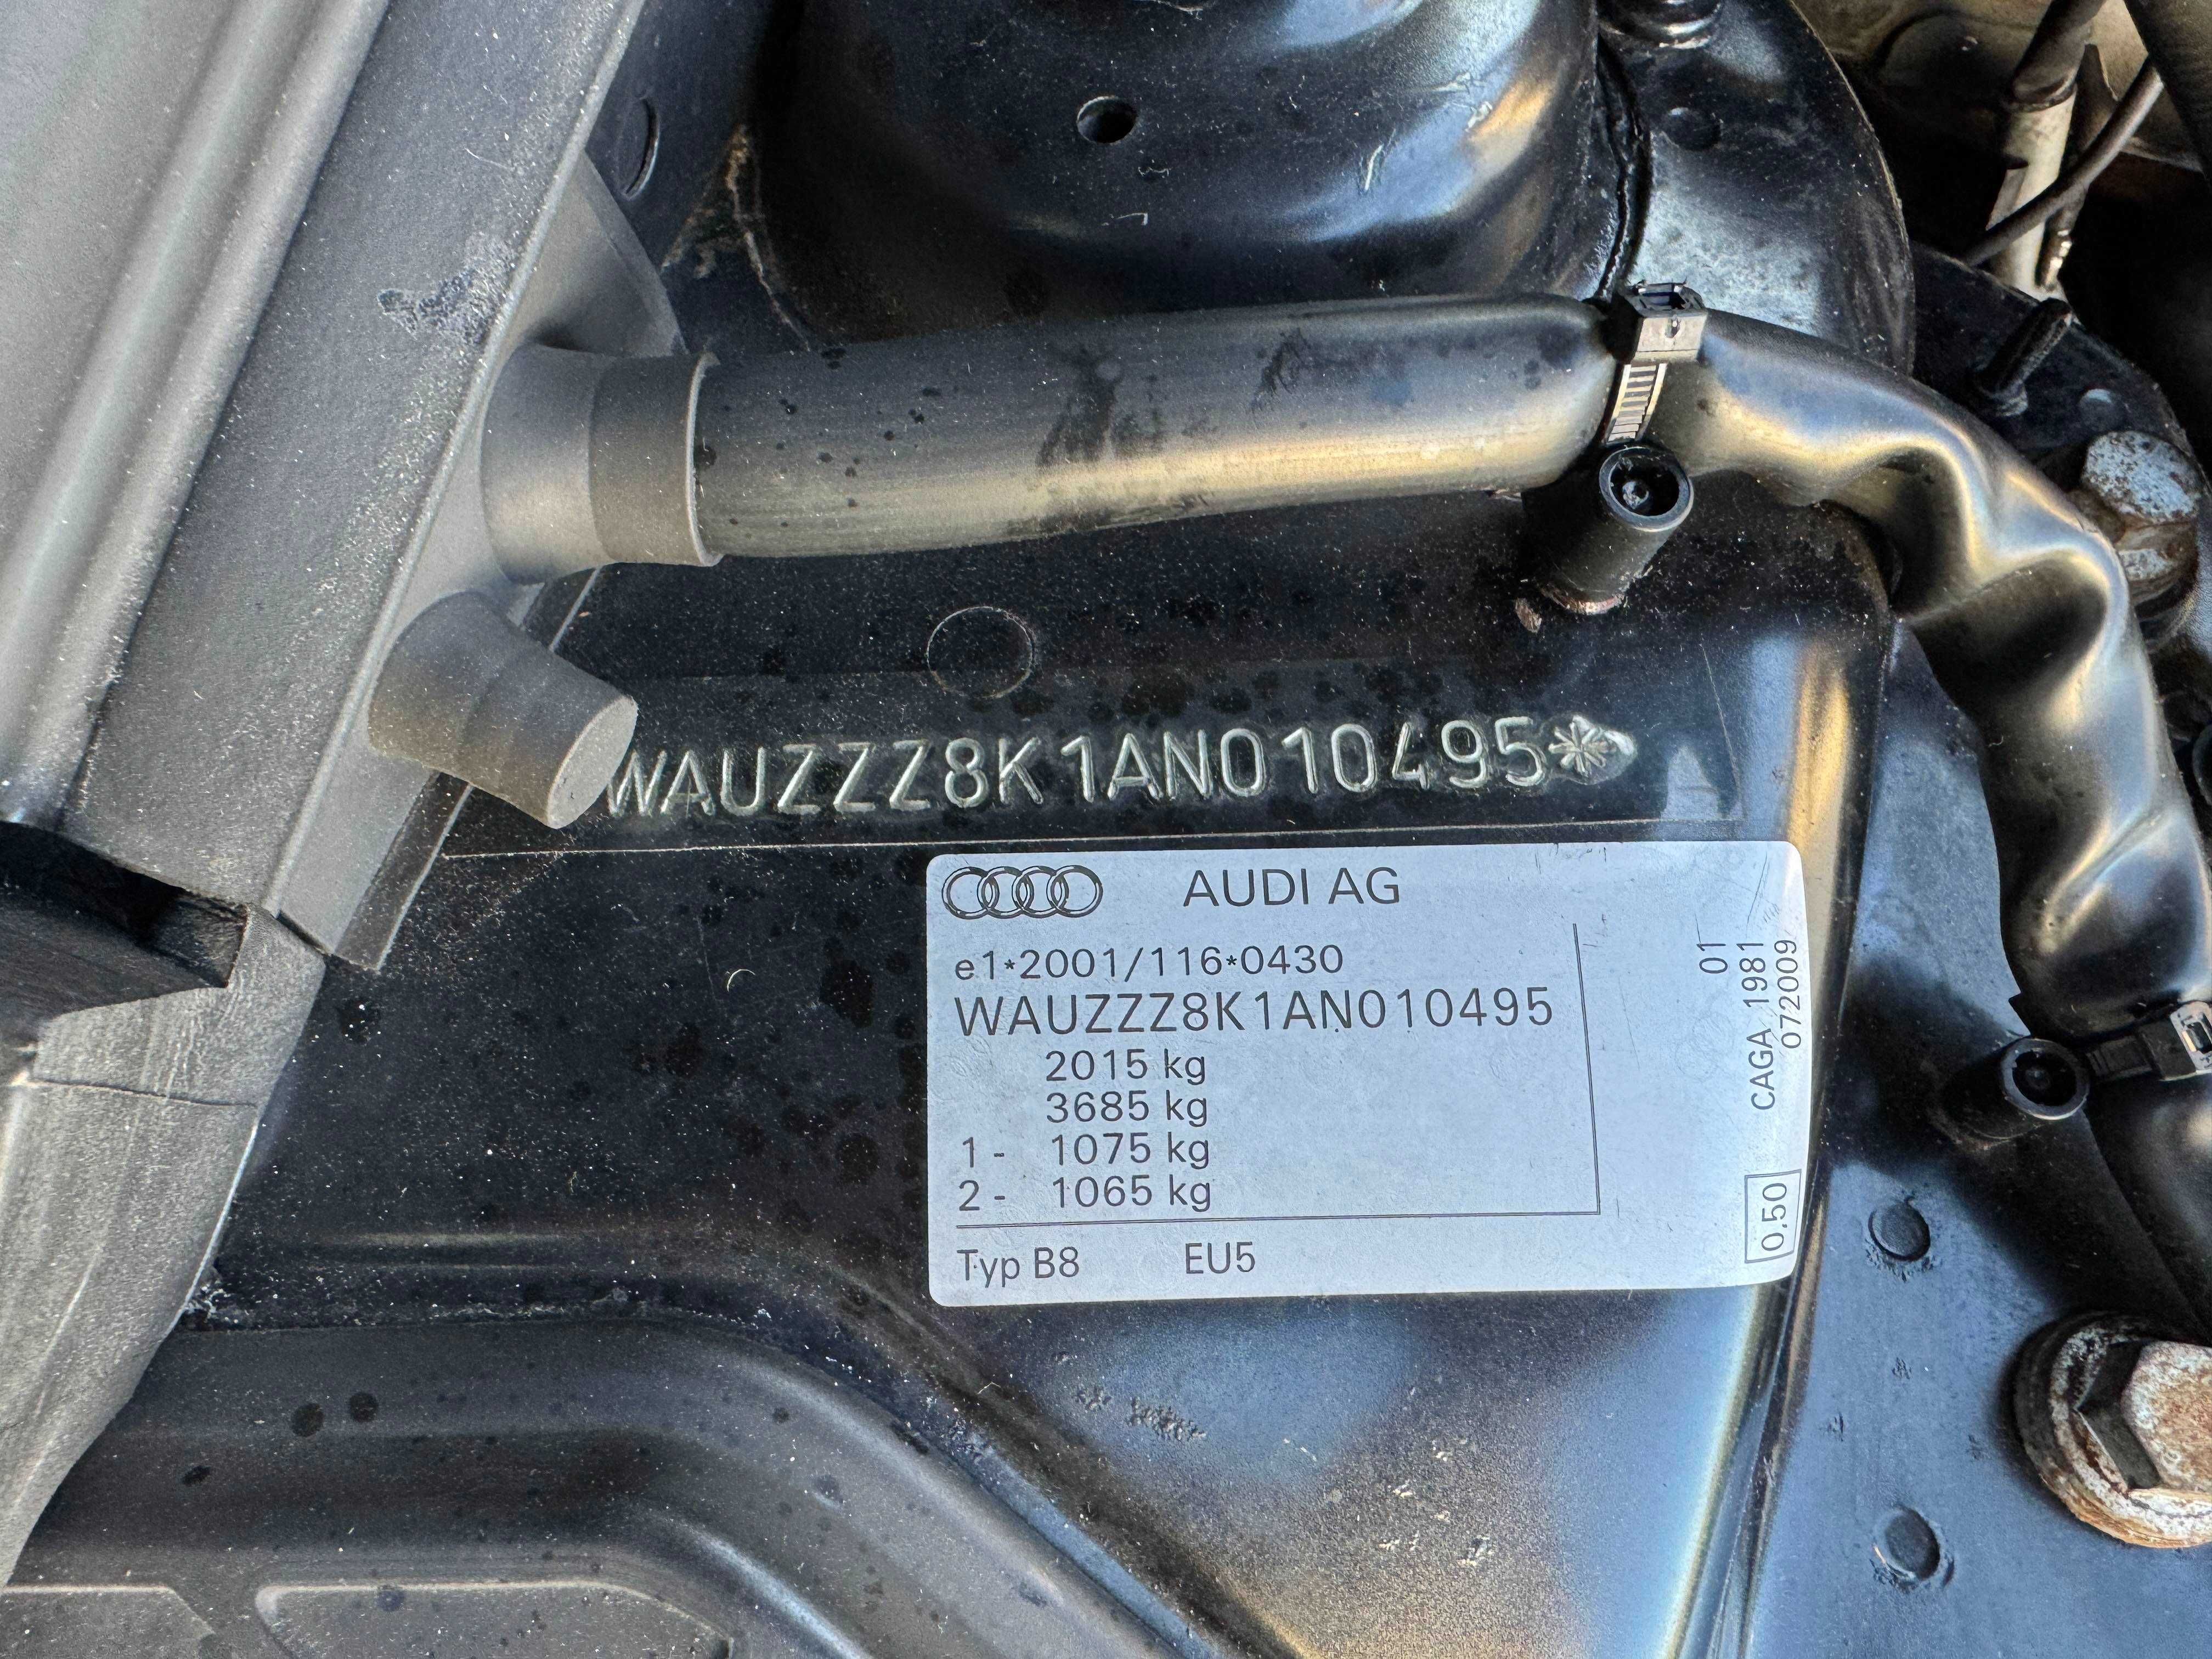 WAUZZZ8K1AN010495*
AUDI AG
e1*2001/116*0430
WAUZZZ8K1AN010495
2015 kg
3685 kg
1- 1075 kg
2- 1065 kg
Typ B8 EU5
01
CAGA 1981
072009
0.50